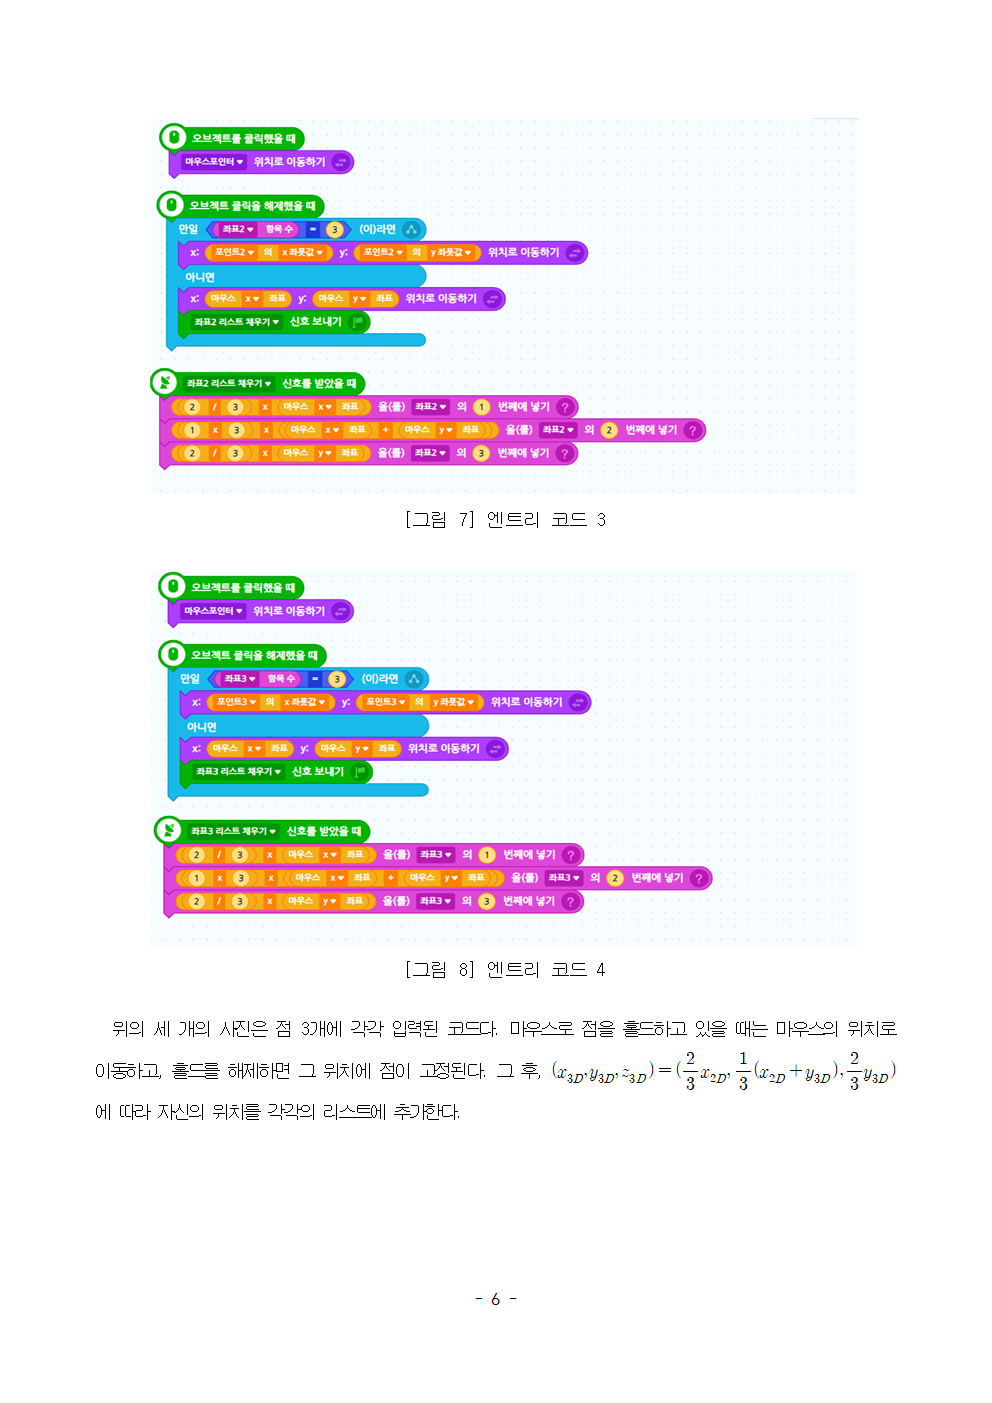 오브젝트를 클릭했을 때
마우스포인터 ▼ 위치로 이동하기
오브젝트 클릭을 해제했을 때
만일 좌표2 ▼ 항목 수 = 3 (이)라면
x: 포인트2 ▼ 의 x 좌푯값 ▼ y: 포인트2 ▼ 의 y 좌푯값 ▼ 위치로 이동하기
아니면
x: 마우스 x ▼ 좌표 y: 마우스 y ▼ 좌표 위치로 이동하기
좌표2 리스트 채우기 ▼ 신호 보내기
좌표2 리스트 채우기 ▼ 신호를 받았을 때
2 / 3 x 마우스 x ▼ 좌표 을(를) 좌표2 ▼ 의 1 번째에 넣기 ?
1 x 3 x 마우스 x ▼ 좌표 + 마우스 y ▼ 좌표 을(를) 좌표2 ▼ 의 2 번째에 넣기 ?
2 / 3 x 마우스 y ▼ 좌표 을(를) 좌표2 ▼ 의 3 번째에 넣기 ?
[그림 7] 엔트리 코드 3
오브젝트를 클릭했을 때
마우스포인터 ▼ 위치로 이동하기
오브젝트 클릭을 해제했을 때
만일 좌표3 ▼ 항목 수 = 3 (이)라면
x: 포인트3 ▼ 의 x 좌푯값 ▼ y: 포인트3 ▼ 의 y 좌푯값 ▼ 위치로 이동하기
아니면
x: 마우스 x ▼ 좌표 y: 마우스 y ▼ 좌표 위치로 이동하기
좌표3 리스트 채우기 ▼ 신호 보내기
좌표3 리스트 채우기 ▼ 신호를 받았을 때
2 / 3 x 마우스 x ▼ 좌표 을(를) 좌표3 ▼ 의 1 번째에 넣기 ?
1 x 3 x 마우스 x ▼ 좌표 + 마우스 y ▼ 좌표 을(를) 좌표3 ▼ 의 2 번째에 넣기 ?
2 / 3 x 마우스 y ▼ 좌표 을(를) 좌표3 ▼ 의 3 번째에 넣기 ?
[그림 8] 엔트리 코드 4
위의 세 개의 사진은 점 3개에 각각 입력된 코드다. 마우스로 점을 홀드하고 있을 때는 마우스의 위치로
이동하고, 홀드를 해제하면 그 위치에 점이 고정된다. 그 후, (x_{3D}, y_{3D}, z_{3D}) = (\frac{2}{3}x_{2D}, \frac{1}{3}(x_{2D}+y_{3D}), \frac{2}{3}y_{3D})
에 따라 자신의 위치를 각각의 리스트에 추가한다.
- 6 -